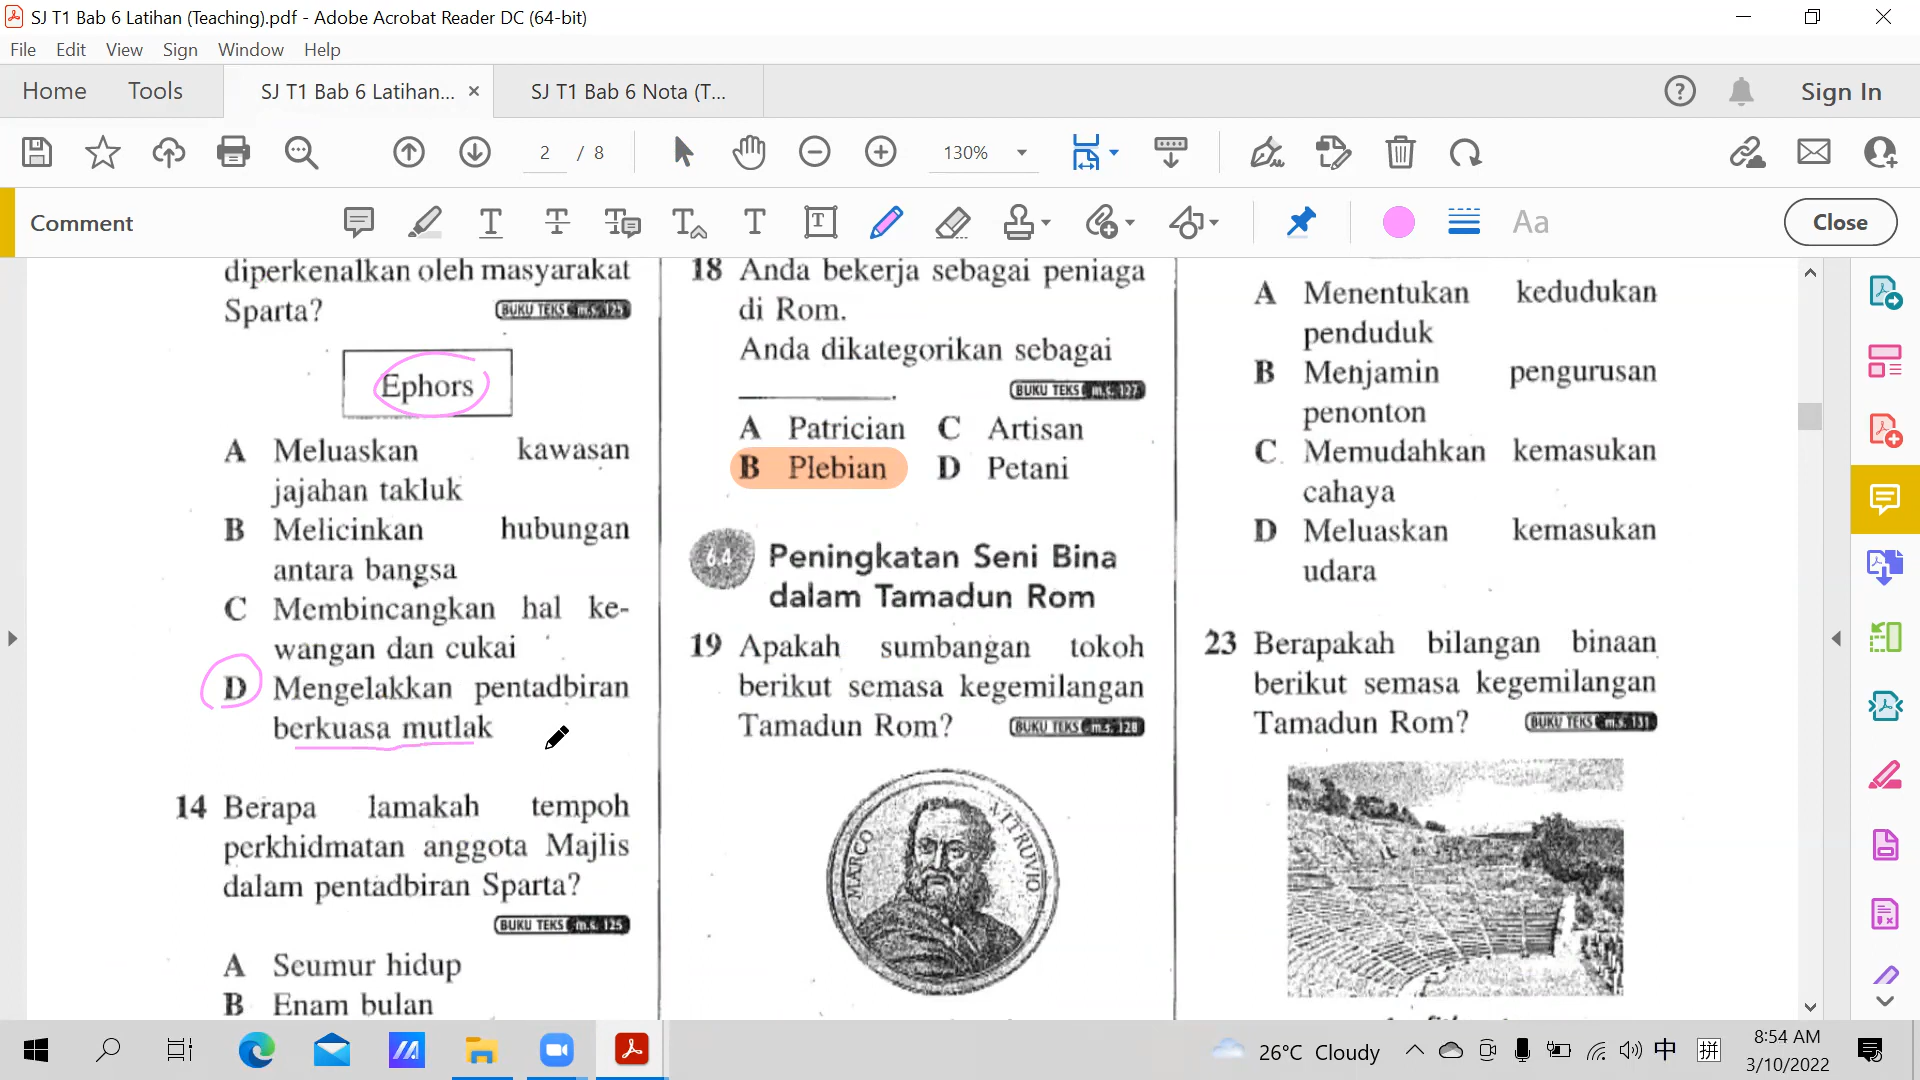 SJ T1 Bab 6 Latihan (Teaching).pdf - Adobe Acrobat Reader DC (64-bit)
File Edit View Sign Window Help
Home Tools SJ T1 Bab 6 Latihan... × SJ T1 Bab 6 Nota (T... Sign In
2 / 8 130%
Comment Aa Close
diperkenalkan oleh masyarakat
Sparta? BUKU TEKS m.s. 125
Ephors
A Meluaskan kawasan
jajahan takluk
B Melicinkan hubungan
antara bangsa
C Membincangkan hal ke-
wangan dan cukai
D Mengelakkan pentadbiran
berkuasa mutlak
14 Berapa lamakah tempoh
perkhidmatan anggota Majlis
dalam pentadbiran Sparta?
BUKU TEKS m.s. 125
A Seumur hidup
B Enam bulan
18 Anda bekerja sebagai peniaga
di Rom.
Anda dikategorikan sebagai
BUKU TEKS m.s. 127
A Patrician C Artisan
B Plebian D Petani
6.4 Peningkatan Seni Bina
dalam Tamadun Rom
19 Apakah sumbangan tokoh
berikut semasa kegemilangan
Tamadun Rom? BUKU TEKS m.s. 128
MARCO VITRUVIO
A Menentukan kedudukan
penduduk
B Menjamin pengurusan
penonton
C. Memudahkan kemasukan
cahaya
D Meluaskan kemasukan
udara
23 Berapakah bilangan binaan
berikut semasa kegemilangan
Tamadun Rom? BUKU TEKS m.s. 131
26°C Cloudy 中 拼 8:54 AM
3/10/2022